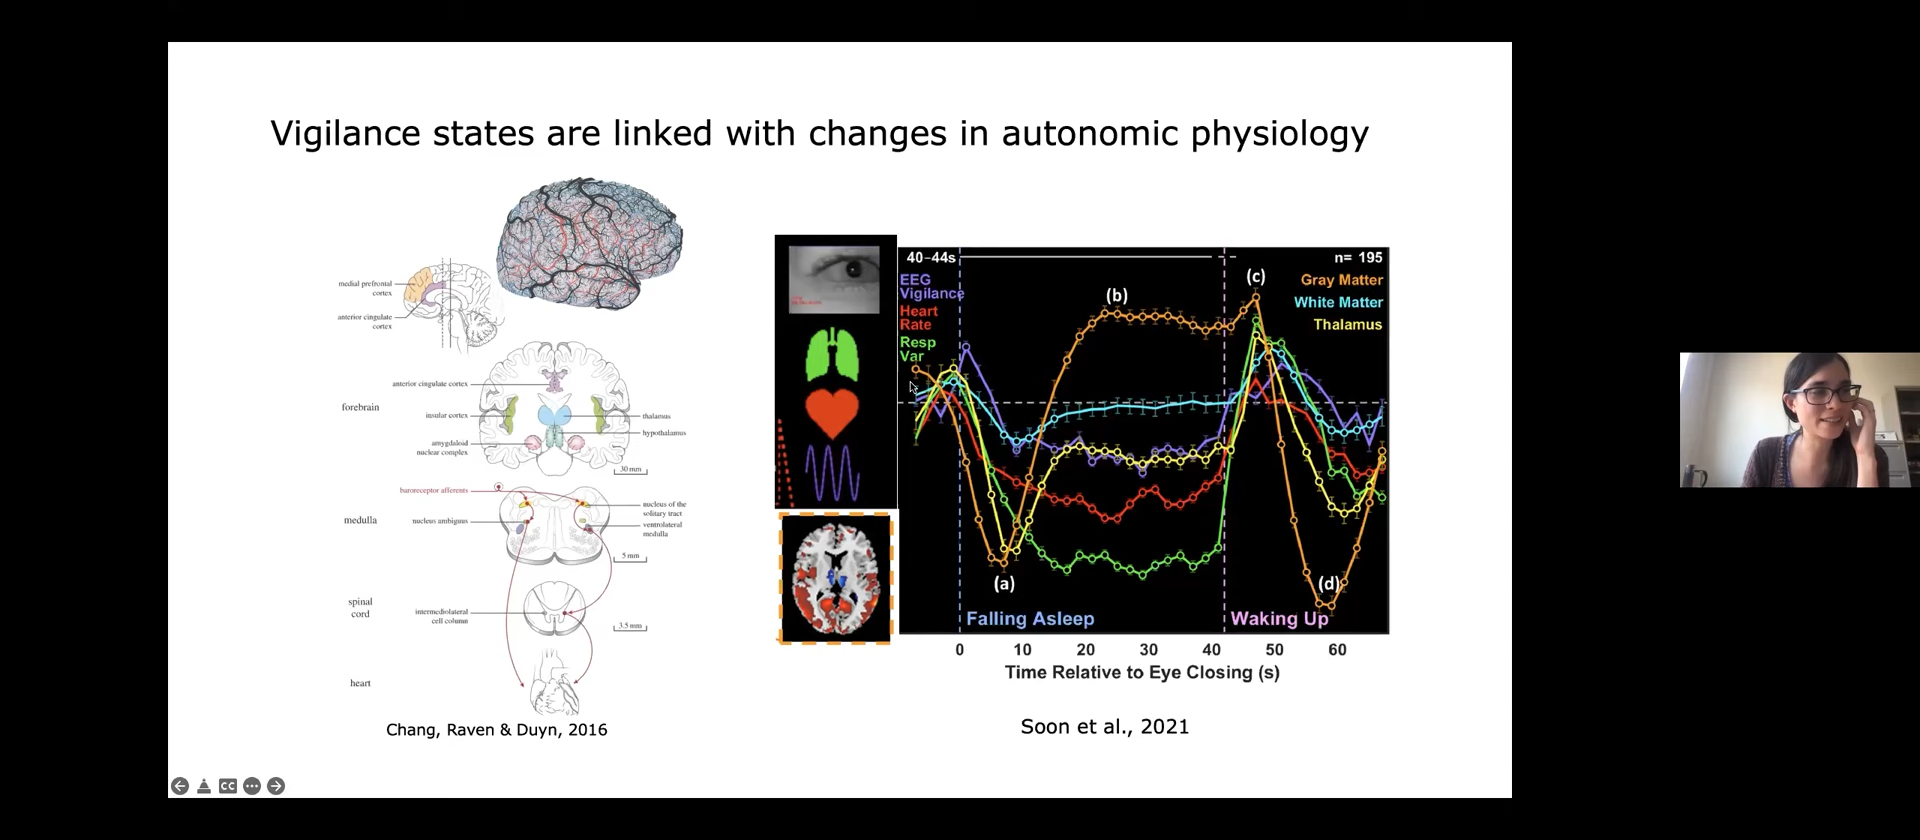 Vigilance states are linked with changes in autonomic physiology
medial prefrontal
cortex
anterior cingulate
cortex
anterior cingulate cortex
forebrain
insular cortex
thalamus
hypothalamus
amygdaloid
nuclear complex
30 mm
baroreceptor afferents
nucleus of the
solitary tract
medulla
nucleus ambiguus
ventrolateral
medulla
5 mm
spinal
cord
intermediolateral
cell column
3.5 mm
heart
Chang, Raven & Duyn, 2016
40–44s
n= 195
EEG
Vigilance
Heart
Rate
Resp
Var
Gray Matter
White Matter
Thalamus
(a)
(b)
(c)
(d)
Falling Asleep
Waking Up
0 10 20 30 40 50 60
Time Relative to Eye Closing (s)
Soon et al., 2021
CC